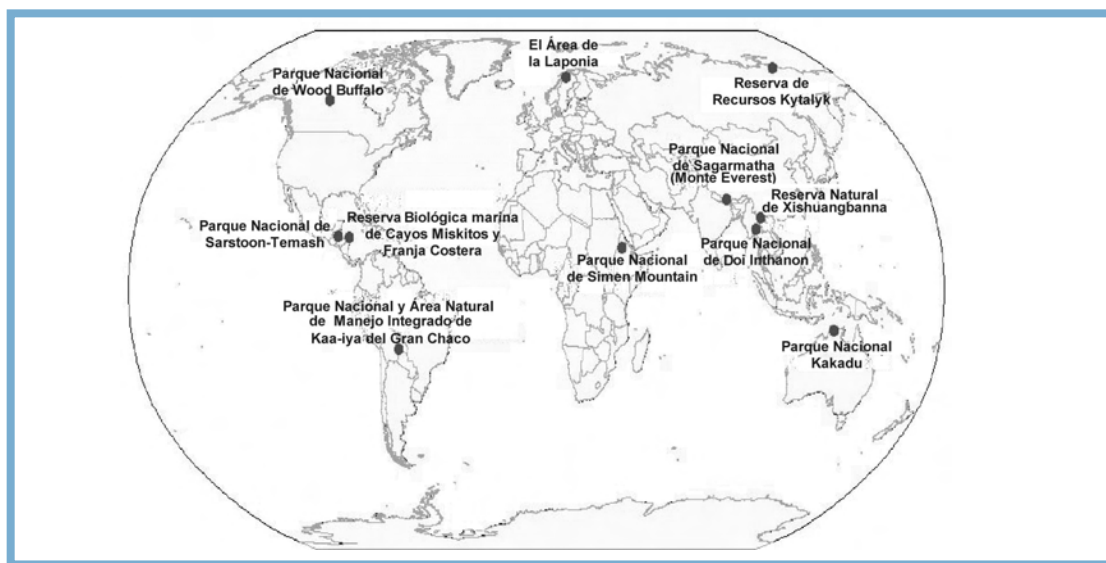 El Área de
la Laponia
Parque Nacional
de Wood Buffalo
Reserva de
Recursos Kytalyk
Parque Nacional
de Sagarmatha
(Monte Everest)
Reserva Natural
de Xishuangbanna
Parque Nacional de
Sarstoon-Temash
Reserva Biológica marina
de Cayos Miskitos y
Franja Costera
Parque Nacional
de Simen Mountain
Parque Nacional
de Doi Inthanon
Parque Nacional y Área Natural
de Manejo Integrado de
Kaa-iya del Gran Chaco
Parque Nacional
Kakadu